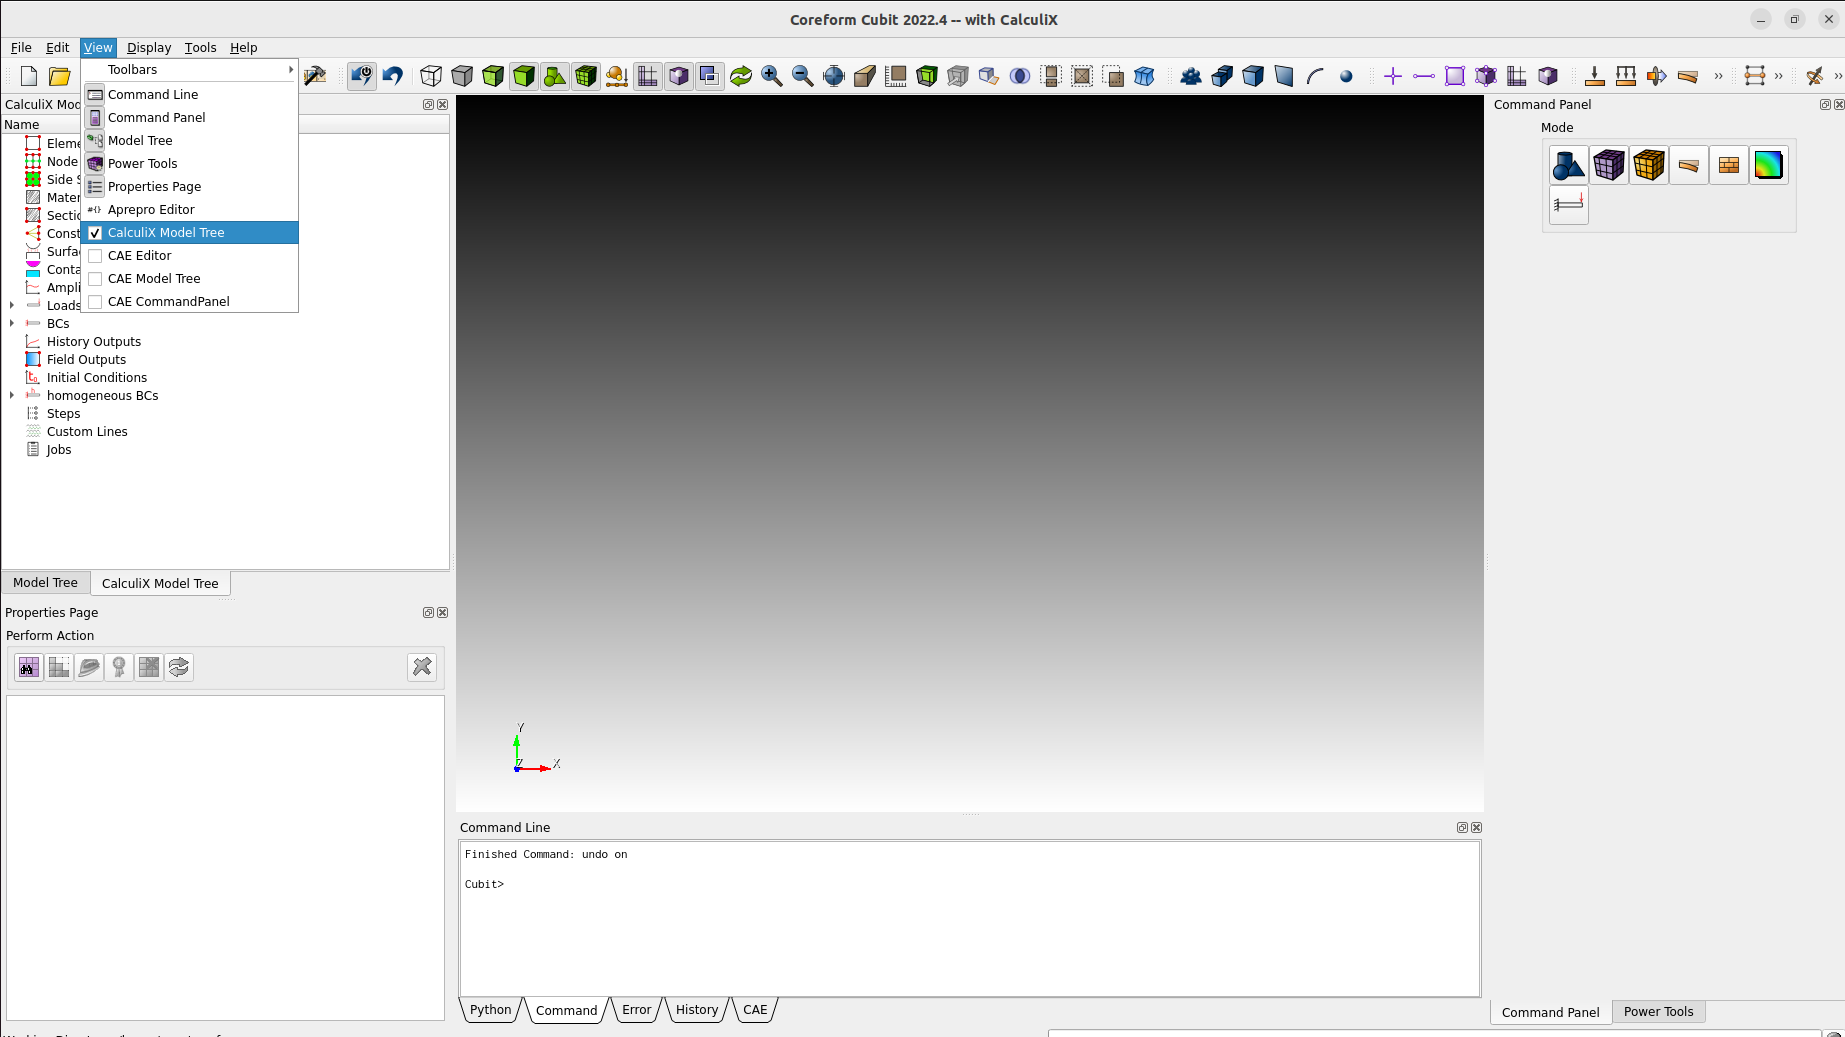 Coreform Cubit 2022.4 -- with CalculiX
File Edit View Display Tools Help
Toolbars
Command Line
Command Panel
Model Tree
Power Tools
Properties Page
Aprepro Editor
CalculiX Model Tree
CAE Editor
CAE Model Tree
CAE CommandPanel
CalculiX Mod
Name
Eleme
Node
Side S
Mater
Sectio
Const
Surfa
Conta
Ampli
Loads
BCs
History Outputs
Field Outputs
Initial Conditions
homogeneous BCs
Steps
Custom Lines
Jobs
Model Tree CalculiX Model Tree
Properties Page
Perform Action
Y
Z X
Command Line
Finished Command: undo on
Cubit>
Python Command Error History CAE
Command Panel
Mode
Command Panel Power Tools